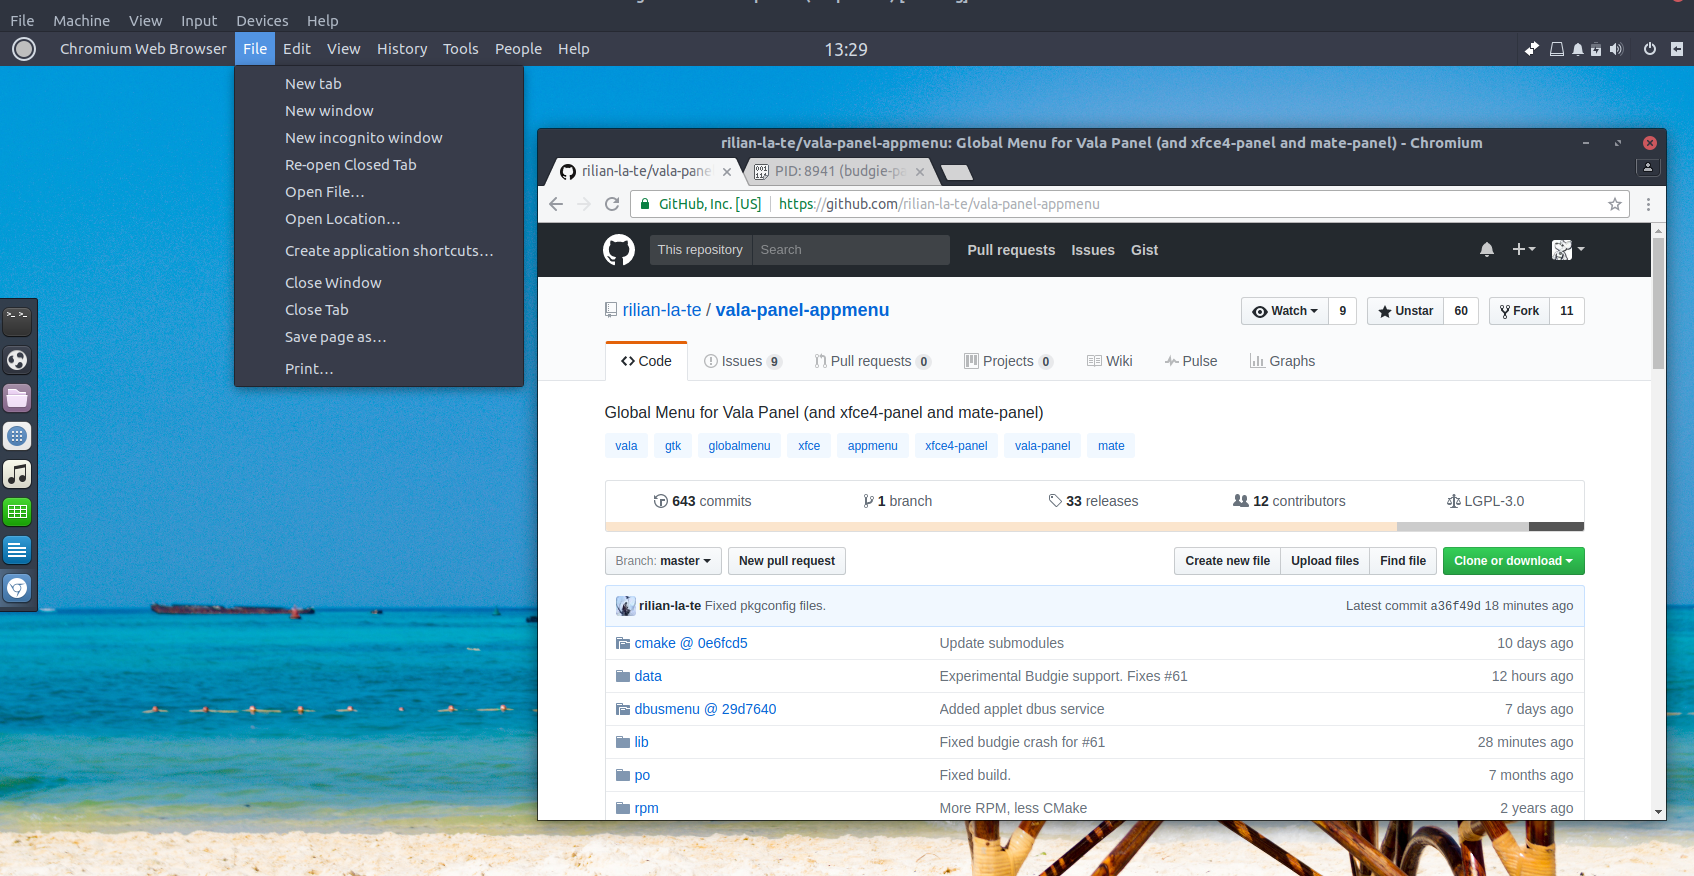 File Machine View Input Devices Help
Chromium Web Browser File Edit View History Tools People Help 13:29
New tab
New window
New incognito window
Re-open Closed Tab
Open File…
Open Location…
Create application shortcuts…
Close Window
Close Tab
Save page as…
Print…
rilian-la-te/vala-panel-appmenu: Global Menu for Vala Panel (and xfce4-panel and mate-panel) - Chromium
rilian-la-te/vala-pane PID: 8941 (budgie-pa
GitHub, Inc. [US] https://github.com/rilian-la-te/vala-panel-appmenu
This repository Search Pull requests Issues Gist
rilian-la-te / vala-panel-appmenu Watch 9 Unstar 60 Fork 11
Code Issues 9 Pull requests 0 Projects 0 Wiki Pulse Graphs
Global Menu for Vala Panel (and xfce4-panel and mate-panel)
vala gtk globalmenu xfce appmenu xfce4-panel vala-panel mate
643 commits 1 branch 33 releases 12 contributors LGPL-3.0
Branch: master New pull request Create new file Upload files Find file Clone or download
rilian-la-te Fixed pkgconfig files. Latest commit a36f49d 18 minutes ago
cmake @ 0e6fcd5 Update submodules 10 days ago
data Experimental Budgie support. Fixes #61 12 hours ago
dbusmenu @ 29d7640 Added applet dbus service 7 days ago
lib Fixed budgie crash for #61 28 minutes ago
po Fixed build. 7 months ago
rpm More RPM, less CMake 2 years ago